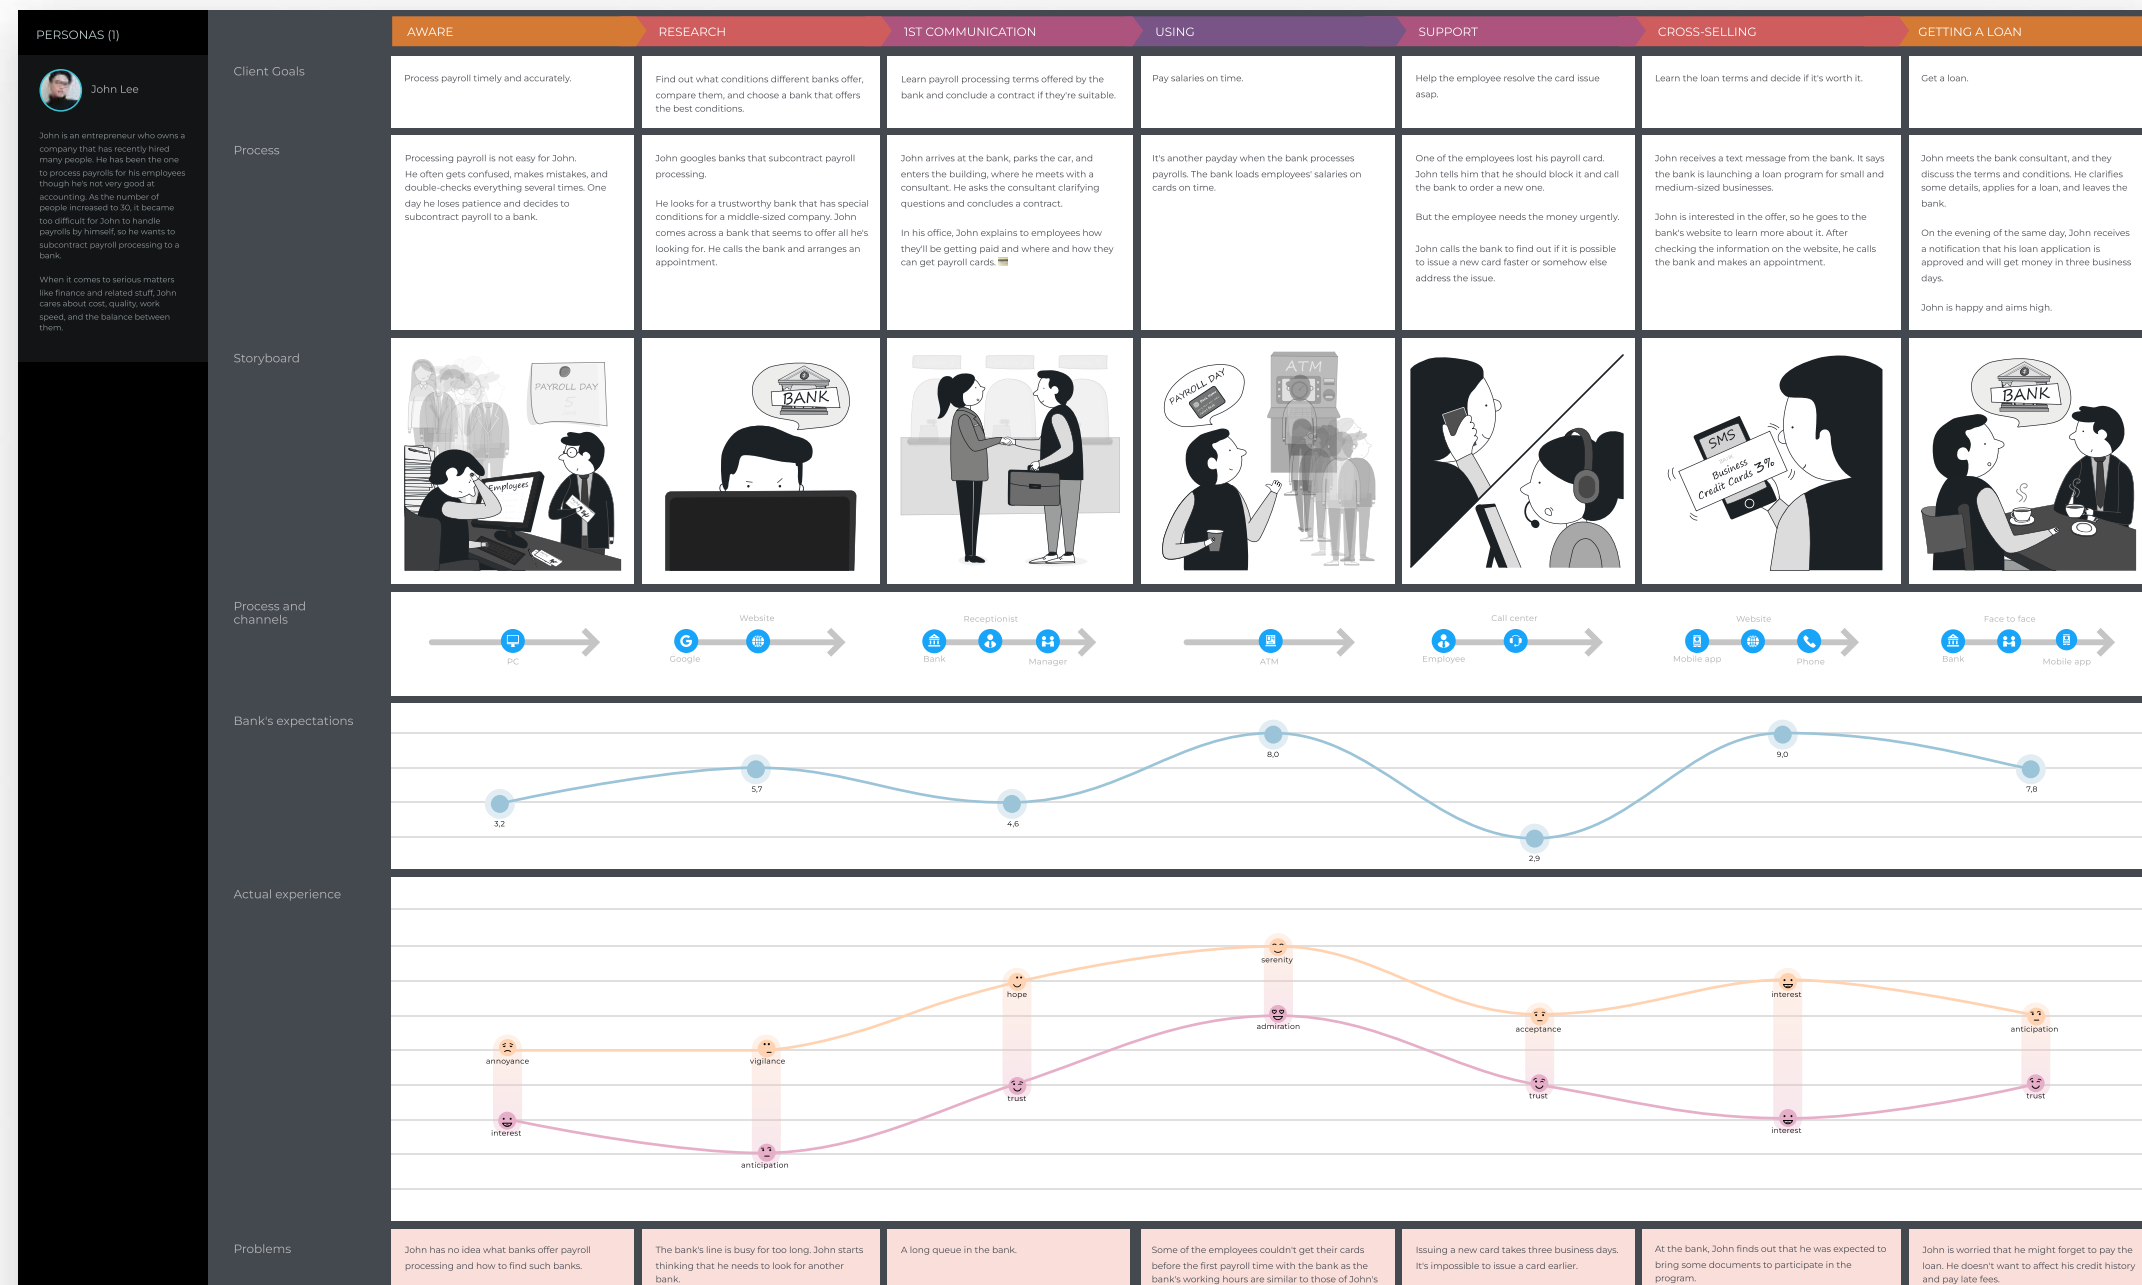 PERSONAS (1)
John Lee
John is an entrepreneur who owns a
company that has recently hired
many people. He has been the one
to process payrolls for his employees
though he's not very good at
accounting. As the number of
people increased to 30, it became
too difficult for John to handle
payrolls by himself, so he wants to
subcontract payroll processing to a
bank.
When it comes to serious matters
like finance and related stuff, John
cares about cost, quality, work
speed, and the balance between
them.
AWARE
RESEARCH
1ST COMMUNICATION
USING
SUPPORT
CROSS-SELLING
GETTING A LOAN
Client Goals
Process payroll timely and accurately.
Find out what conditions different banks offer,
compare them, and choose a bank that offers
the best conditions.
Learn payroll processing terms offered by the
bank and conclude a contract if they're suitable.
Pay salaries on time.
Help the employee resolve the card issue
asap.
Learn the loan terms and decide if it's worth it.
Get a loan.
Process
Processing payroll is not easy for John.
He often gets confused, makes mistakes, and
double-checks everything several times. One
day he loses patience and decides to
subcontract payroll to a bank.
John googles banks that subcontract payroll
processing.
He looks for a trustworthy bank that has special
conditions for a middle-sized company. John
comes across a bank that seems to offer all he's
looking for. He calls the bank and arranges an
appointment.
John arrives at the bank, parks the car, and
enters the building, where he meets with a
consultant. He asks the consultant clarifying
questions and concludes a contract.
In his office, John explains to employees how
they'll be getting paid and where and how they
can get payroll cards.
It's another payday when the bank processes
payrolls. The bank loads employees' salaries on
cards on time.
One of the employees lost his payroll card.
John tells him that he should block it and call
the bank to order a new one.
But the employee needs the money urgently.
John calls the bank to find out if it is possible
to issue a new card faster or somehow else
address the issue.
John receives a text message from the bank. It says
the bank is launching a loan program for small and
medium-sized businesses.
John is interested in the offer, so he goes to the
bank's website to learn more about it. After
checking the information on the website, he calls
the bank and makes an appointment.
John meets the bank consultant, and they
discuss the terms and conditions. He clarifies
some details, applies for a loan, and leaves the
bank.
On the evening of the same day, John receives
a notification that his loan application is
approved and will get money in three business
days.
John is happy and aims high.
Storyboard
PAYROLL DAY
5
Employees
BANK
PAYROLL DAY
ATM
SMS
BANK
Business
Credit Cards 3%
BANK
Process and
channels
PC
Website
Google
Receptionist
Bank
Manager
ATM
Call center
Employee
Website
Mobile app
Phone
Face to face
Bank
Mobile app
Bank's expectations
3,2
5,7
4,6
8,0
2,9
9,0
7,8
Actual experience
annoyance
vigilance
hope
serenity
acceptance
interest
anticipation
interest
anticipation
trust
admiration
trust
interest
trust
Problems
John has no idea what banks offer payroll
processing and how to find such banks.
The bank's line is busy for too long. John starts
thinking that he needs to look for another
bank.
A long queue in the bank.
Some of the employees couldn't get their cards
before the first payroll time with the bank as the
bank's working hours are similar to those of John's
Issuing a new card takes three business days.
It's impossible to issue a card earlier.
At the bank, John finds out that he was expected to
bring some documents to participate in the
program.
John is worried that he might forget to pay the
loan. He doesn't want to affect his credit history
and pay late fees.